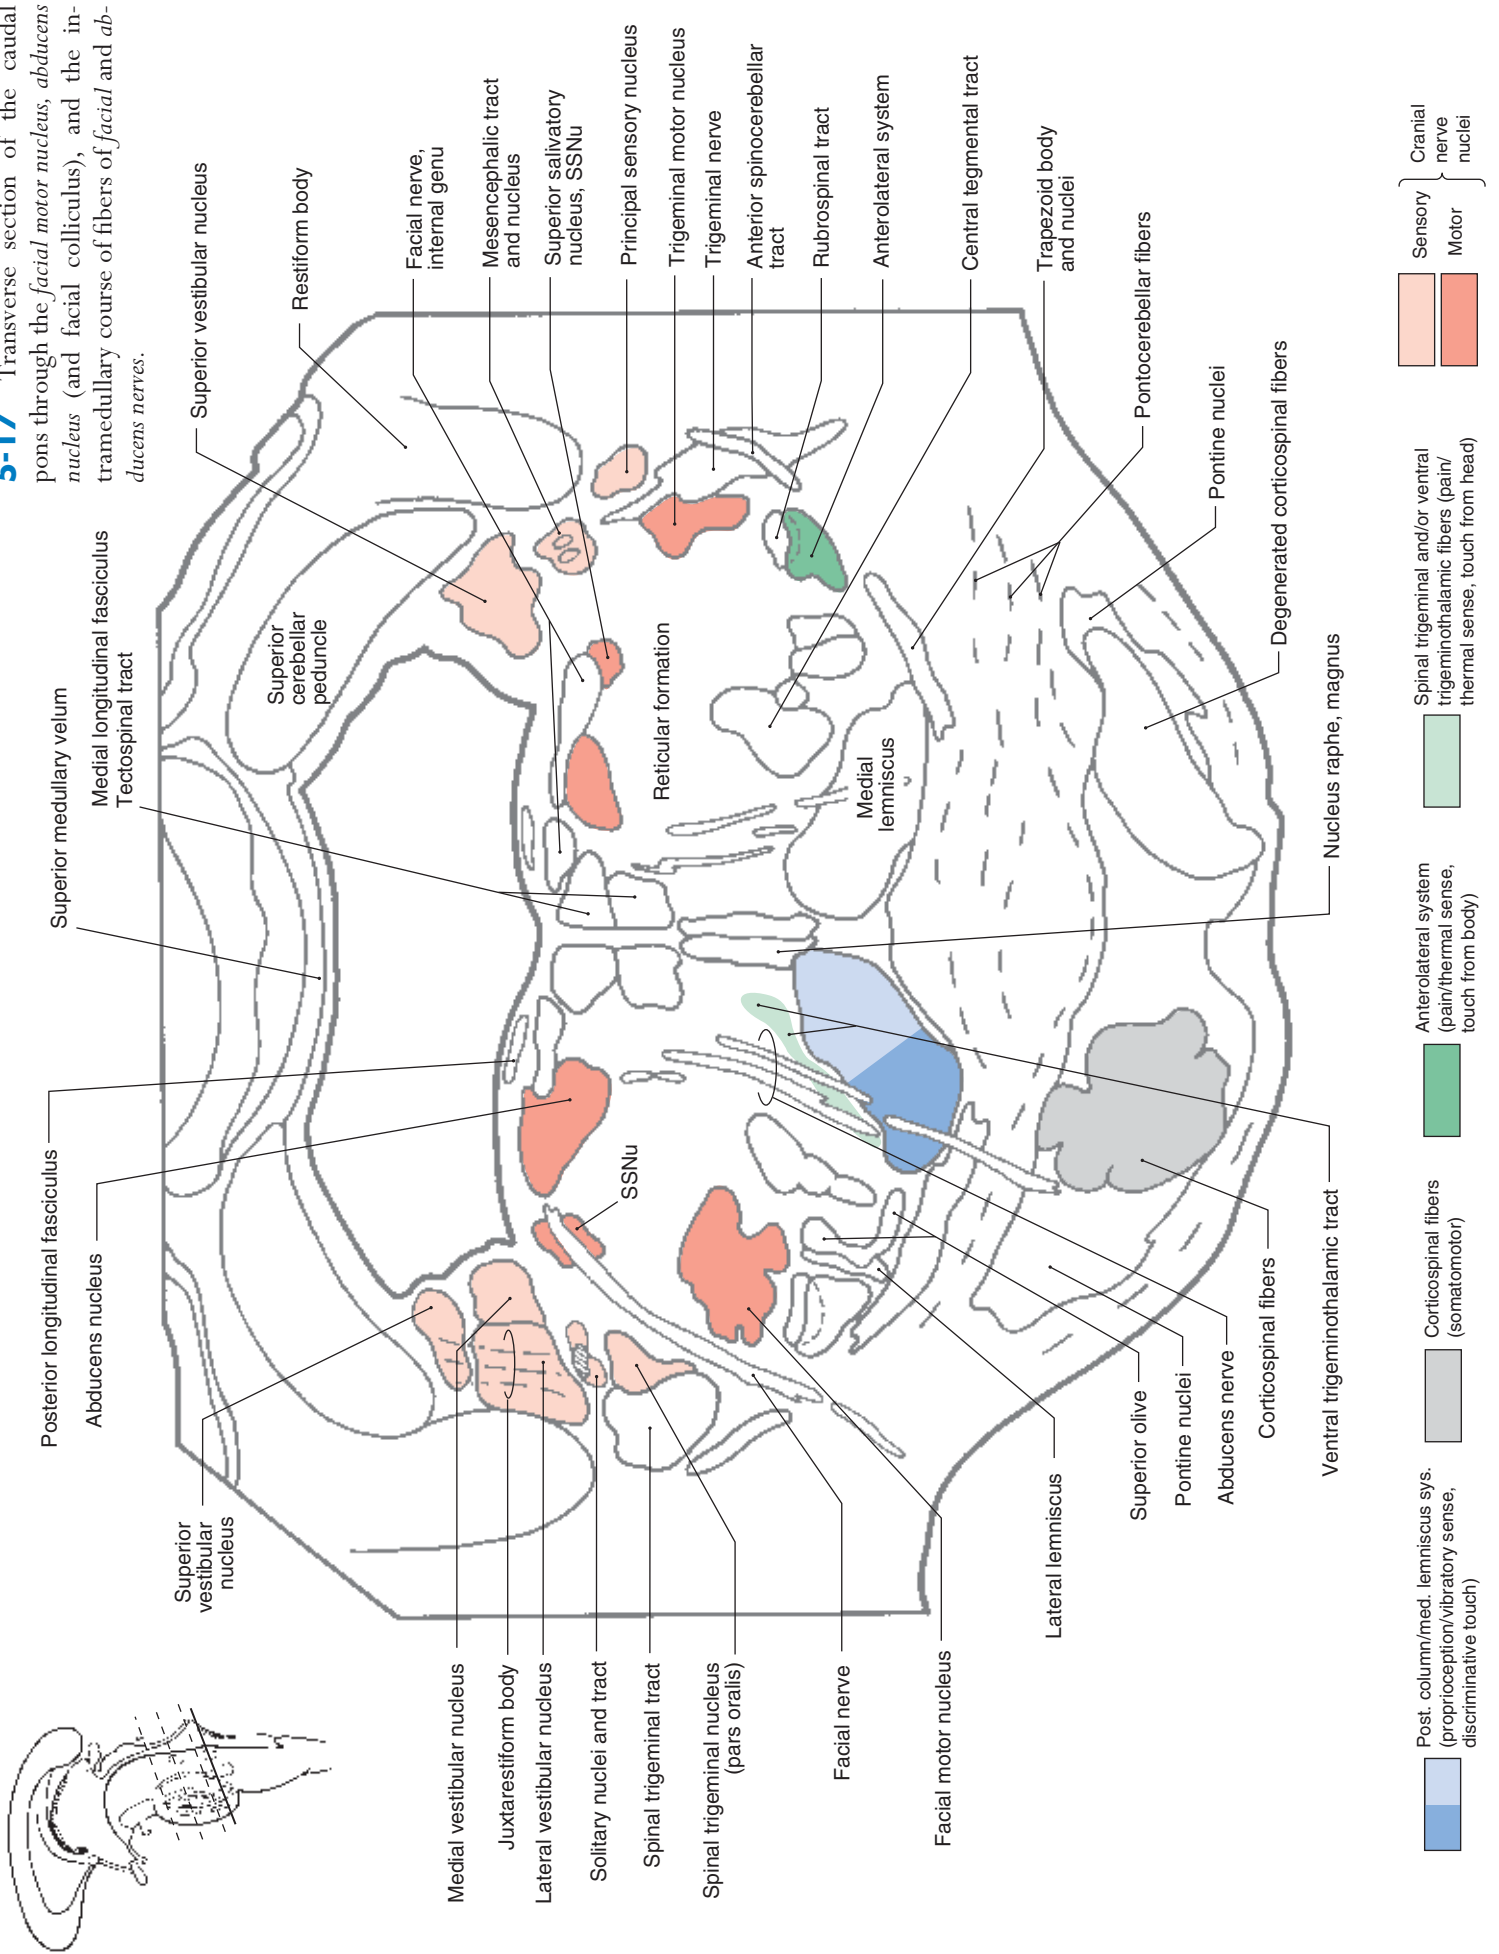 5-17 Transverse section of the caudal
pons through the facial motor nucleus, abducens
nucleus (and facial colliculus), and the in-
tramedullary course of fibers of facial and ab-
ducens nerves.
Superior vestibular nucleus
Restiform body
Facial nerve,
internal genu
Mesencephalic tract
and nucleus
Superior salivatory
nucleus, SSNu
Principal sensory nucleus
Trigeminal motor nucleus
Trigeminal nerve
Anterior spinocerebellar
tract
Rubrospinal tract
Anterolateral system
Central tegmental tract
Trapezoid body
and nuclei
Pontocerebellar fibers
Pontine nuclei
Degenerated corticospinal fibers
Nucleus raphe, magnus
Superior medullary velum
Medial longitudinal fasciculus
Tectospinal tract
Superior
cerebellar
peduncle
Reticular formation
Medial
lemniscus
SSNu
Posterior longitudinal fasciculus
Abducens nucleus
Superior
vestibular
nucleus
Medial vestibular nucleus
Juxtarestiform body
Lateral vestibular nucleus
Solitary nuclei and tract
Spinal trigeminal tract
Spinal trigeminal nucleus
(pars oralis)
Facial nerve
Facial motor nucleus
Lateral lemniscus
Superior olive
Pontine nuclei
Abducens nerve
Corticospinal fibers
Ventral trigeminothalamic tract
Post. column/med. lemniscus sys.
(proprioception/vibratory sense,
discriminative touch)
Corticospinal fibers
(somatomotor)
Anterolateral system
(pain/thermal sense,
touch from body)
Spinal trigeminal and/or ventral
trigeminothalamic fibers (pain/
thermal sense, touch from head)
Sensory
Motor
Cranial
nerve
nuclei